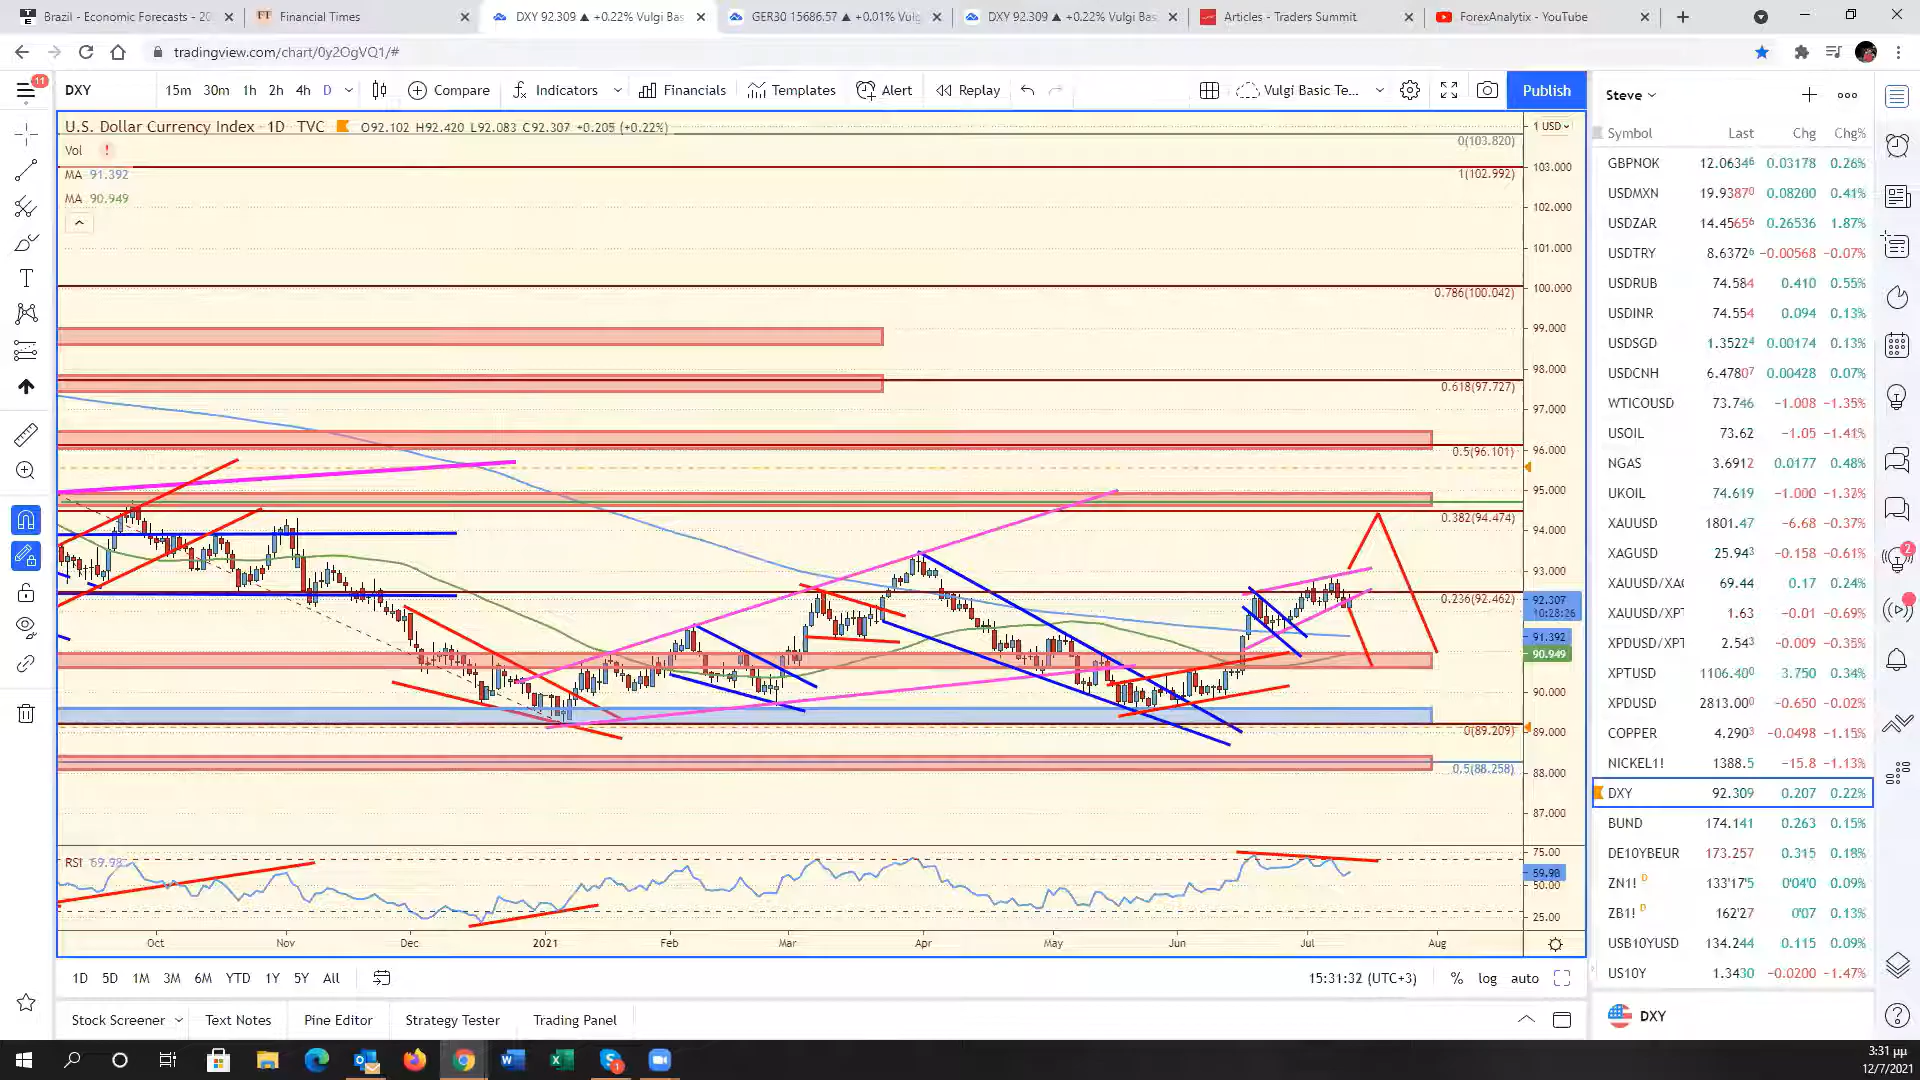 Brazil - Economic Forecasts - 20
Financial Times
DXY 92.309 ▲ +0.22% Vulgi Bas
GER30 15686.57 ▲ +0.01% Vulg
DXY 92.309 ▲ +0.22% Vulgi Bas
Articles - Traders Summit
ForexAnalytix - YouTube
tradingview.com/chart/0y2OgVQ1/#
11
DXY 15m 30m 1h 2h 4h D Compare Indicators Financials Templates Alert Replay Vulgi Basic Te... Publish
U.S. Dollar Currency Index · 1D · TVC O92.102 H92.420 L92.083 C92.307 +0.205 (+0.22%)
Vol !
MA 91.392
MA 90.949
1 USD
0(103.820)
103.000
1(102.992)
102.000
101.000
100.000
0.786(100.042)
99.000
98.000
0.618(97.727)
97.000
96.000
0.5(96.101)
95.000
0.382(94.474)
94.000
93.000
0.236(92.462)
92.307
10:28:26
91.392
90.949
90.000
0(89.209)
89.000
0.5(88.258)
88.000
87.000
RSI 59.98
75.00
59.98
50.00
25.00
Oct Nov Dec 2021 Feb Mar Apr May Jun Jul Aug
1D 5D 1M 3M 6M YTD 1Y 5Y All
15:31:32 (UTC+3) % log auto
Stock Screener Text Notes Pine Editor Strategy Tester Trading Panel
Steve
Symbol Last Chg Chg%
GBPNOK 12.06346 0.03178 0.26%
USDMXN 19.93870 0.08200 0.41%
USDZAR 14.45656 0.26536 1.87%
USDTRY 8.63726 −0.00568 −0.07%
USDRUB 74.584 0.410 0.55%
USDINR 74.554 0.094 0.13%
USDSGD 1.35224 0.00174 0.13%
USDCNH 6.47807 0.00428 0.07%
WTICOUSD 73.746 −1.008 −1.35%
USOIL 73.62 −1.05 −1.41%
NGAS 3.6912 0.0177 0.48%
UKOIL 74.619 −1.000 −1.32%
XAUUSD 1801.47 −6.68 −0.37%
XAGUSD 25.943 −0.158 −0.61%
XAUUSD/XA 69.44 0.17 0.24%
XAUUSD/XPT 1.63 −0.01 −0.69%
XPDUSD/XPT 2.543 −0.009 −0.35%
XPTUSD 1106.400 3.750 0.34%
XPDUSD 2813.000 −0.650 −0.02%
COPPER 4.2903 −0.0498 −1.15%
NICKEL1! 1388.5 −15.8 −1.13%
DXY 92.309 0.207 0.22%
BUND 174.141 0.263 0.15%
DE10YBEUR 173.257 0.315 0.18%
ZN1! D 133'17'5 0'04'0 0.09%
ZB1! D 162'27 0'07 0.13%
USB10YUSD 134.244 0.115 0.09%
US10Y 1.3430 −0.0200 −1.47%
DXY
2
3:31 μμ
12/7/2021